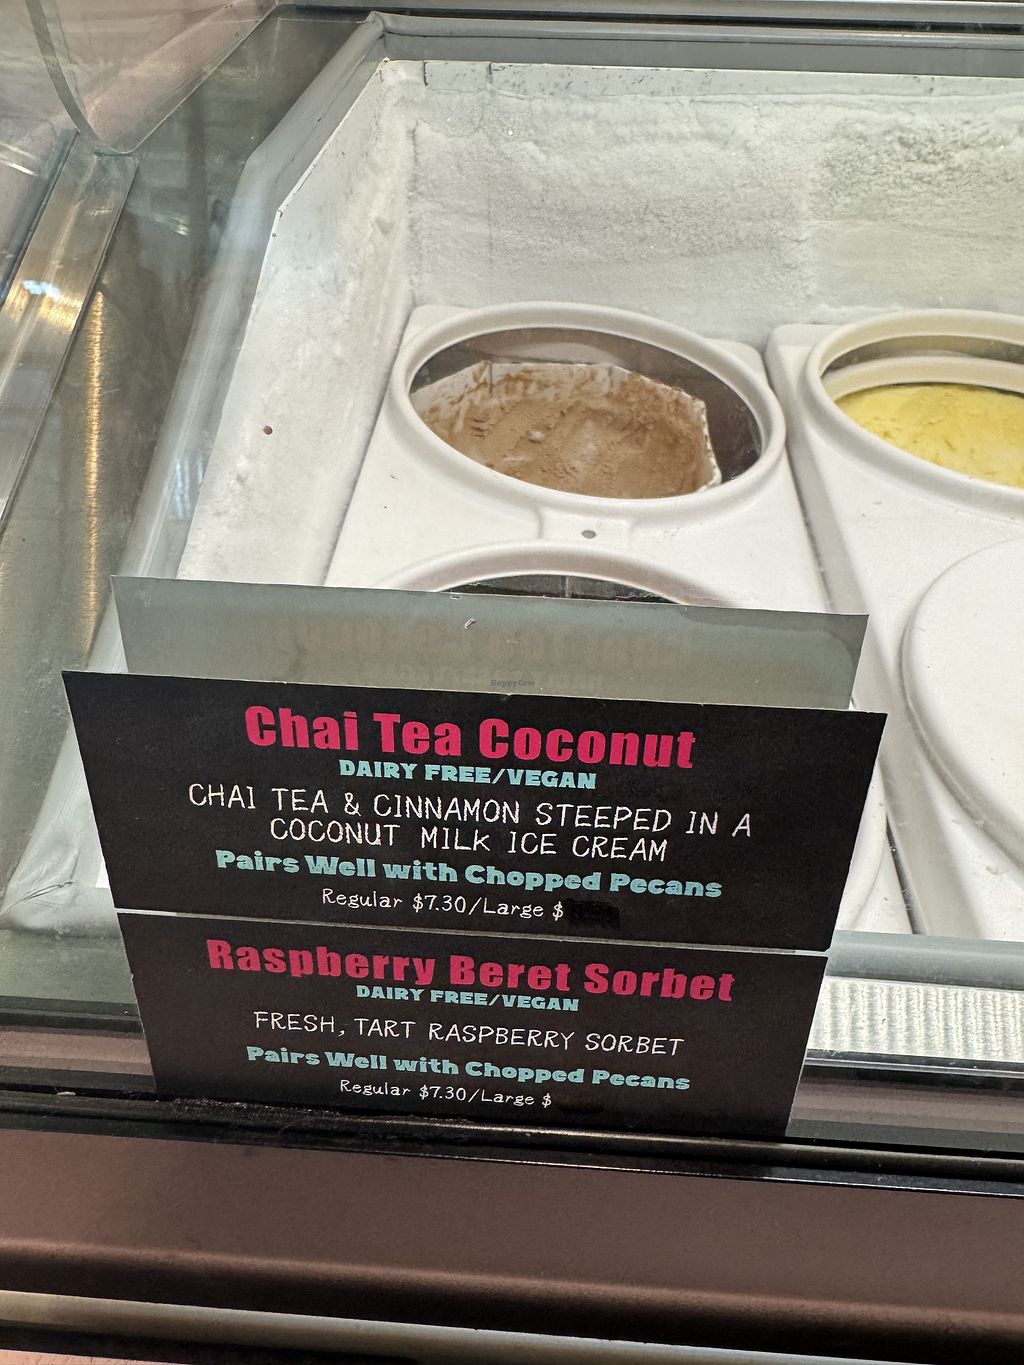 HappyCow
Chai Tea Coconut
DAIRY FREE/VEGAN
CHAI TEA & CINNAMON STEEPED IN A
COCONUT MILK ICE CREAM
Pairs Well with Chopped Pecans
Regular $7.30/Large $
Raspberry Beret Sorbet
DAIRY FREE/VEGAN
FRESH, TART RASPBERRY SORBET
Pairs Well with Chopped Pecans
Regular $7.30/Large $